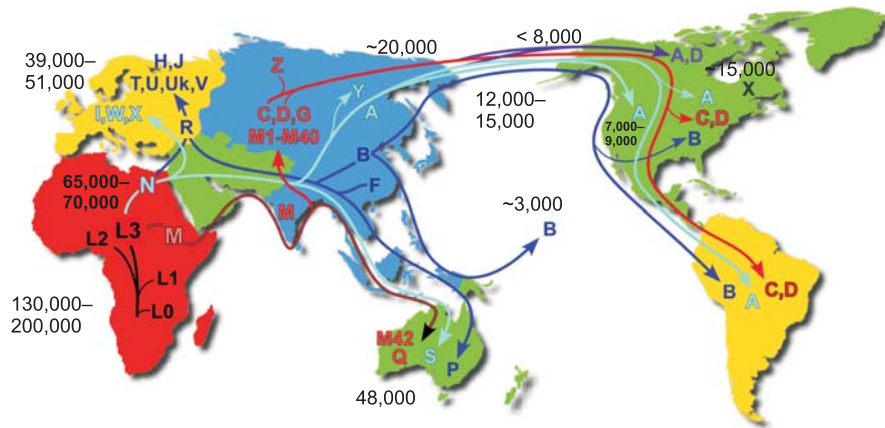 39,000–
51,000
H,J
T,U,Uk,V
I,W,X
R
65,000–
70,000
N
L3
M
L2
L1
L0
130,000–
200,000
Z
~20,000
C,D,G
M1-M40
Y
A
B
F
M
M42
Q
S
P
48,000
~3,000
B
< 8,000
A,D
~15,000
X
12,000–
15,000
A
A
C,D
7,000–
9,000
B
B
A
C,D